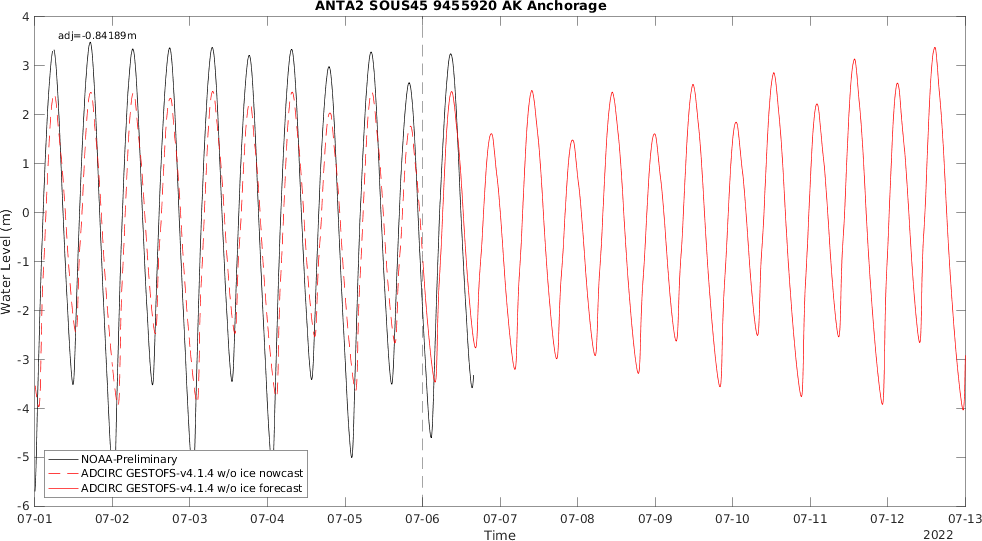 ANTA2 SOUS45 9455920 AK Anchorage
adj=-0.84189m
Water Level (m)
4
3
2
1
0
-1
-2
-3
-4
-5
-6
NOAA-Preliminary
ADCIRC GESTOFS-v4.1.4 w/o ice nowcast
ADCIRC GESTOFS-v4.1.4 w/o ice forecast
07-01 07-02 07-03 07-04 07-05 07-06 07-07 07-08 07-09 07-10 07-11 07-12 07-13
Time
2022